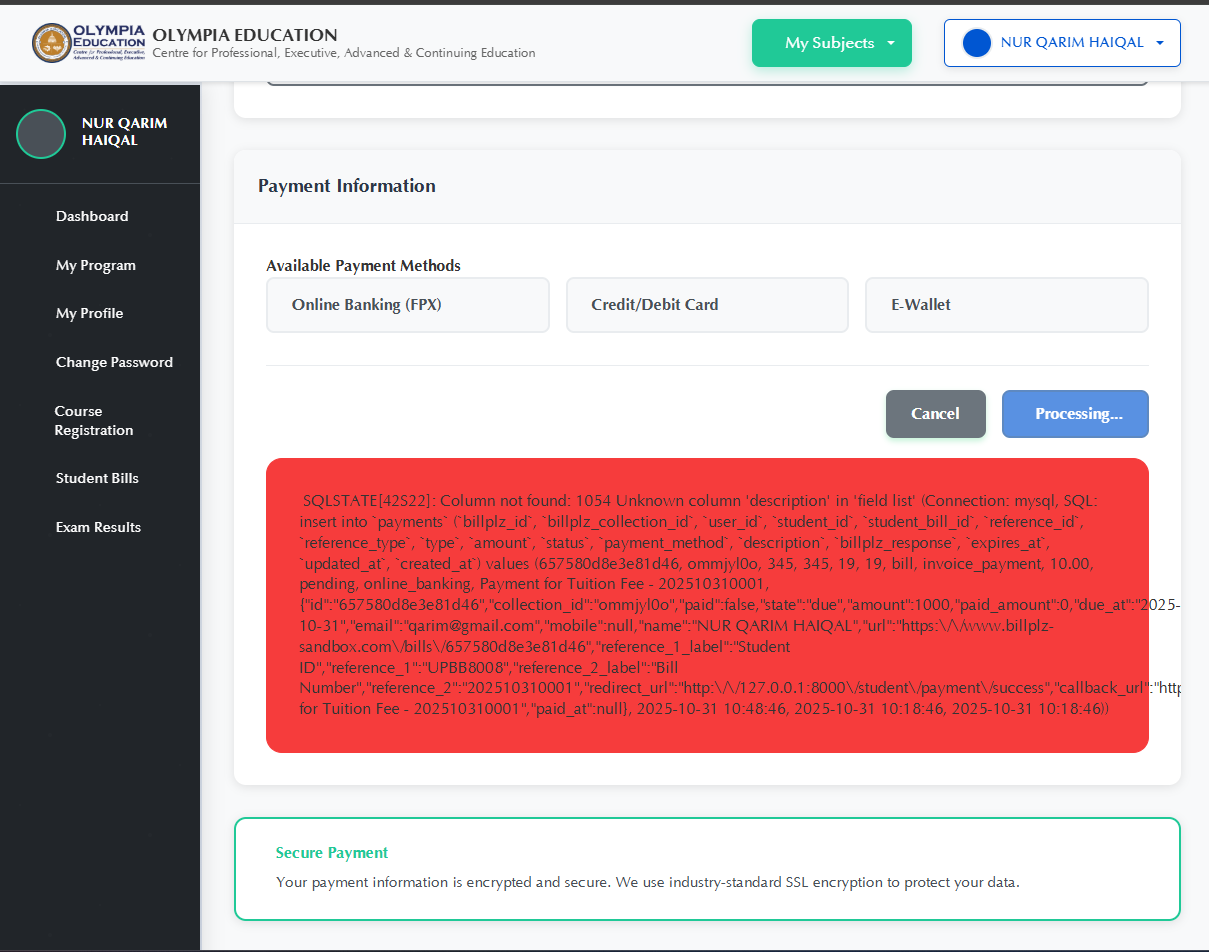 OLYMPIA
EDUCATION
Centre for Professional, Executive,
Advanced & Continuing Education
OLYMPIA EDUCATION
Centre for Professional, Executive, Advanced & Continuing Education
My Subjects
NUR QARIM HAIQAL
NUR QARIM
HAIQAL
Dashboard
My Program
My Profile
Change Password
Course
Registration
Student Bills
Exam Results
Payment Information
Available Payment Methods
Online Banking (FPX)
Credit/Debit Card
E-Wallet
Cancel
Processing...
SQLSTATE[42S22]: Column not found: 1054 Unknown column 'description' in 'field list' (Connection: mysql, SQL:
insert into `payments` (`billplz_id`, `billplz_collection_id`, `user_id`, `student_id`, `student_bill_id`, `reference_id`,
`reference_type`, `type`, `amount`, `status`, `payment_method`, `description`, `billplz_response`, `expires_at`,
`updated_at`, `created_at`) values (657580d8e3e81d46, ommjyl0o, 345, 345, 19, 19, bill, invoice_payment, 10.00,
pending, online_banking, Payment for Tuition Fee - 202510310001,
{"id":"657580d8e3e81d46","collection_id":"ommjyl0o","paid":false,"state":"due","amount":1000,"paid_amount":0,"due_at":"2025-
10-31","email":"qarim@gmail.com","mobile":null,"name":"NUR QARIM HAIQAL","url":"https:\/\/www.billplz-
sandbox.com\/bills\/657580d8e3e81d46","reference_1_label":"Student
ID","reference_1":"UPBB8008","reference_2_label":"Bill
Number","reference_2":"202510310001","redirect_url":"http:\/\/127.0.0.1:8000\/student\/payment\/success","callback_url":"http
for Tuition Fee - 202510310001","paid_at":null}, 2025-10-31 10:48:46, 2025-10-31 10:18:46, 2025-10-31 10:18:46))
Secure Payment
Your payment information is encrypted and secure. We use industry-standard SSL encryption to protect your data.